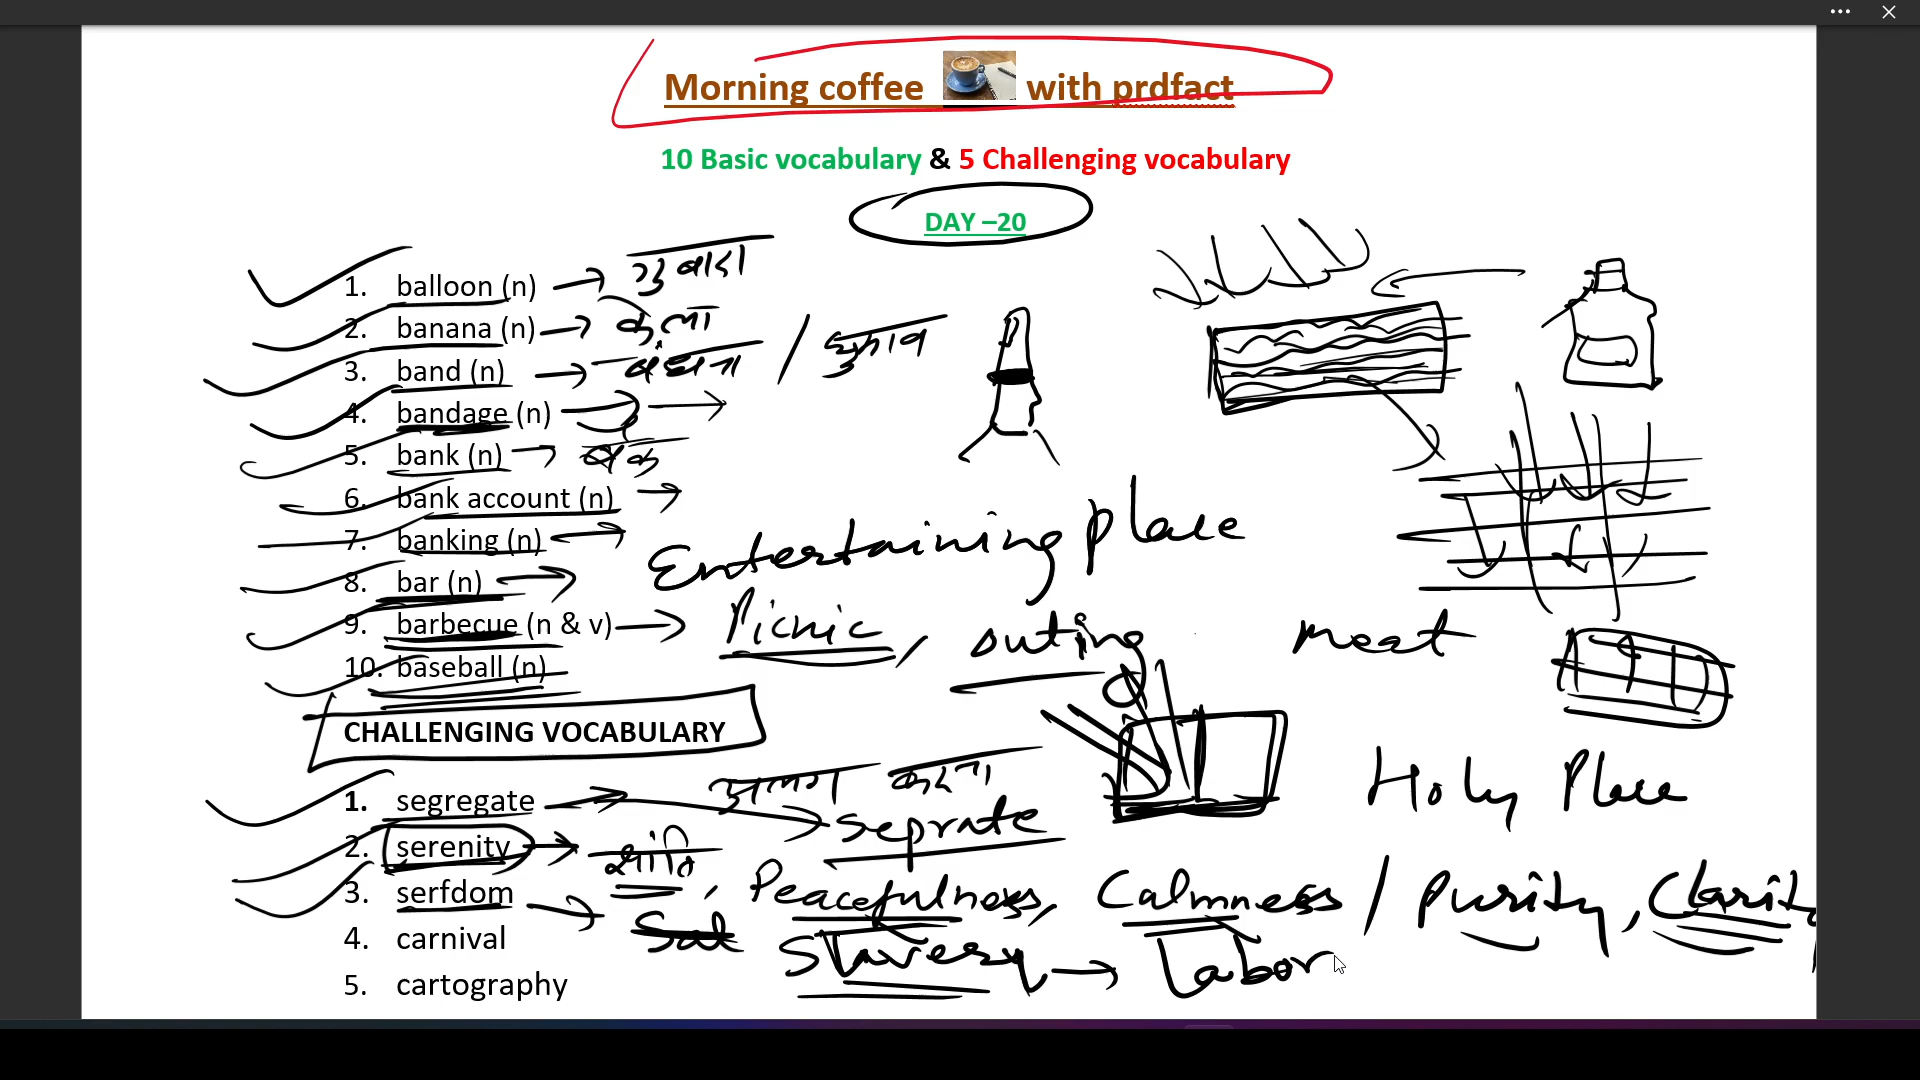 Morning coffee with prdfact
10 Basic vocabulary & 5 Challenging vocabulary
DAY –20
1. balloon (n) → गुब्बारा
2. banana (n) → केला
3. band (n) →
4. bandage (n) →
5. bank (n) → बैंक
6. bank account (n) →
7. banking (n) →
Entertaining place
8. bar (n) →
9. barbecue (n & v) → Picnic, outing meat
10. baseball (n)
CHALLENGING VOCABULARY
Holy Place
1. segregate → अलग करना
seprate
2. serenity → शांति, Peacefulness, Calmness / Purity, Clarit
3. serfdom → Slavery → Labor
4. carnival
5. cartography